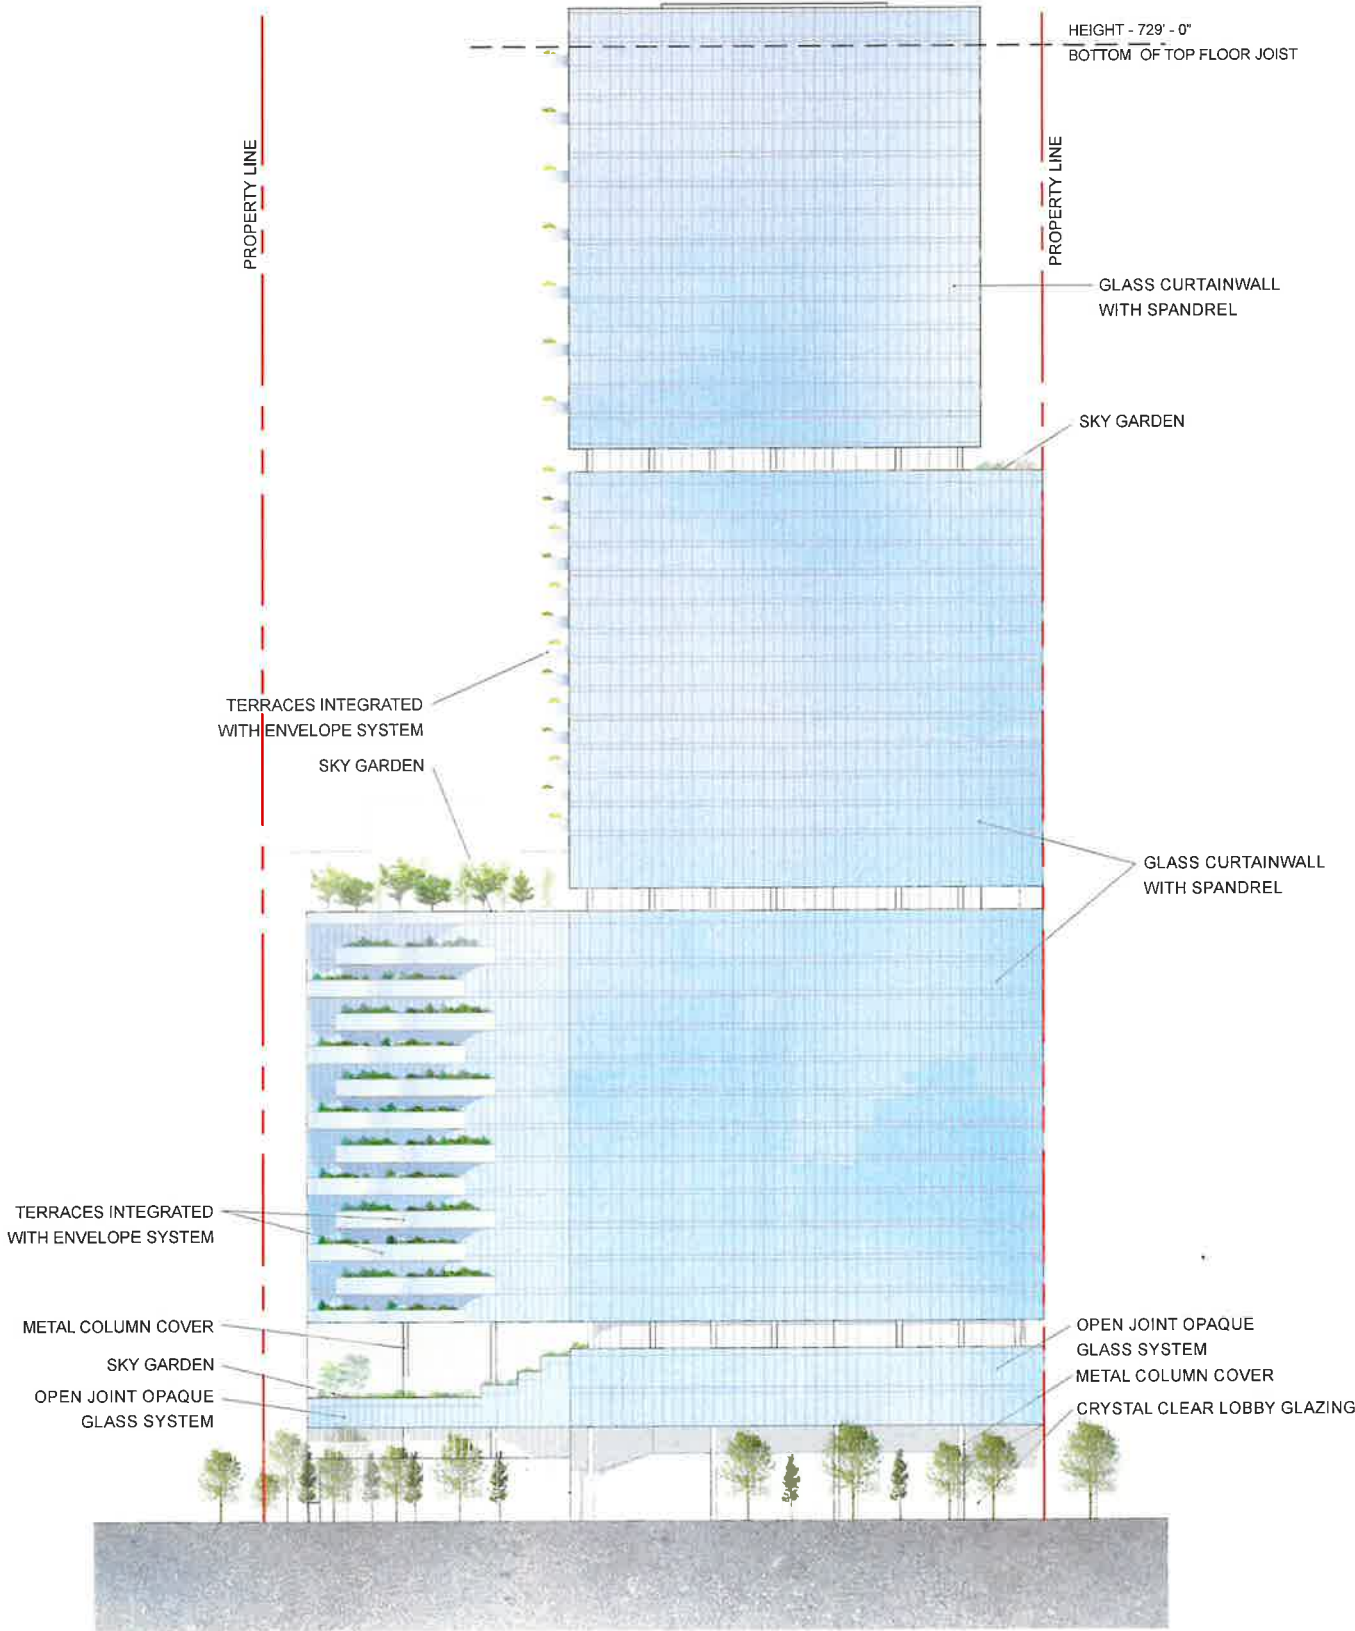 HEIGHT - 729' - 0"
BOTTOM OF TOP FLOOR JOIST
PROPERTY LINE
PROPERTY LINE
GLASS CURTAINWALL
WITH SPANDREL
SKY GARDEN
TERRACES INTEGRATED
WITH ENVELOPE SYSTEM
SKY GARDEN
GLASS CURTAINWALL
WITH SPANDREL
TERRACES INTEGRATED
WITH ENVELOPE SYSTEM
METAL COLUMN COVER
SKY GARDEN
OPEN JOINT OPAQUE
GLASS SYSTEM
OPEN JOINT OPAQUE
GLASS SYSTEM
METAL COLUMN COVER
CRYSTAL CLEAR LOBBY GLAZING